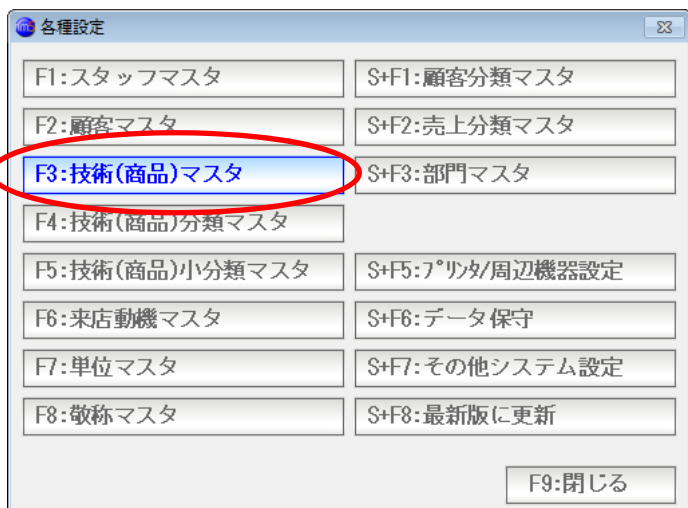 各種設定
F1:スタッフマスタ
S+F1:顧客分類マスタ
F2:顧客マスタ
S+F2:売上分類マスタ
F3:技術(商品)マスタ
S+F3:部門マスタ
F4:技術(商品)分類マスタ
F5:技術(商品)小分類マスタ
S+F5:プリンタ/周辺機器設定
F6:来店動機マスタ
S+F6:データ保守
F7:単位マスタ
S+F7:その他システム設定
F8:敬称マスタ
S+F8:最新版に更新
F9:閉じる